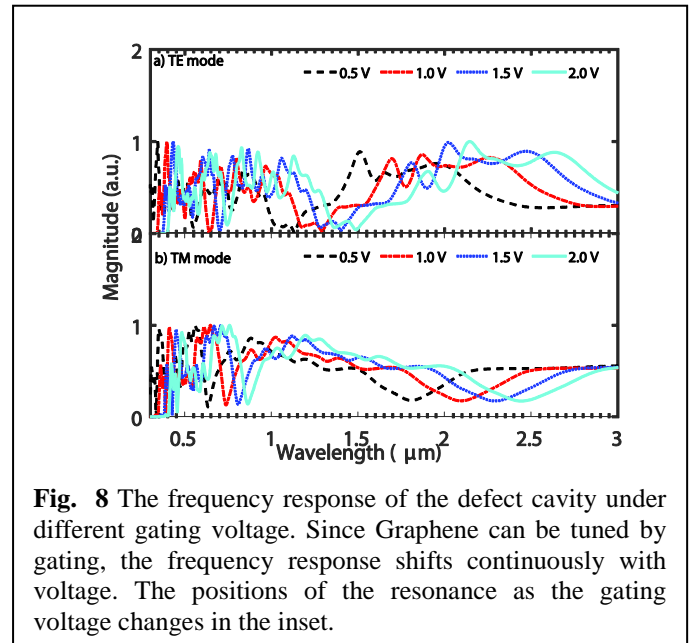 2
a) TE mode
0.5 V 1.0 V 1.5 V 2.0 V
1
0
Magnitude (a.u.)
2
b) TM mode
0.5 V 1.0 V 1.5 V 2.0 V
1
0
0.5 1 1.5 2 2.5 3
Wavelength ( μm)
Fig. 8 The frequency response of the defect cavity under
different gating voltage. Since Graphene can be tuned by
gating, the frequency response shifts continuously with
voltage. The positions of the resonance as the gating
voltage changes in the inset.